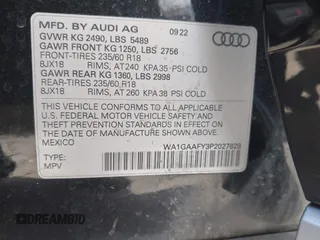 MFD. BY AUDI AG 09 22
GVWR KG 2490, LBS 5489
GAWR FRONT KG 1250, LBS 2756
FRONT-TIRES 235/60 R18
8JX18 RIMS, AT240 KPA 35 PSI COLD
GAWR REAR KG 1360, LBS 2998
REAR-TIRES 235/60 R18
8JX18 RIMS, AT 260 KPA 38 PSI COLD
THIS VEHICLE CONFORMS TO ALL APPLICABLE
U.S. FEDERAL MOTOR VEHICLE SAFETY AND
THEFT PREVENTION STANDARDS IN EFFECT ON
THE DATE OF MANUFACTURE SHOWN ABOVE.
MEXICO
TYPE: WA1GAAFY3P2027629
MPV
DREAMBID